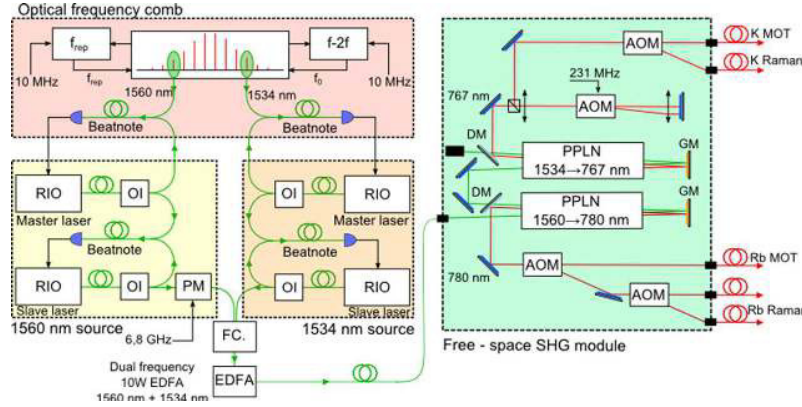 Optical frequency comb
f_rep
f-2f
10 MHz
f_rep
f_0
10 MHz
1560 nm
1534 nm
Beatnote
Beatnote
RIO
OI
Master laser
Beatnote
RIO
OI
PM
Slave laser
1560 nm source
OI
RIO
Master laser
Beatnote
OI
RIO
Slave laser
1534 nm source
6,8 GHz
FC.
Dual frequency
10W EDFA
1560 nm + 1534 nm
EDFA
AOM
K MOT
K Raman
231 MHz
767 nm
AOM
DM
PPLN
1534→767 nm
GM
DM
PPLN
1560→780 nm
GM
780 nm
AOM
Rb MOT
AOM
Rb Raman
Free - space SHG module